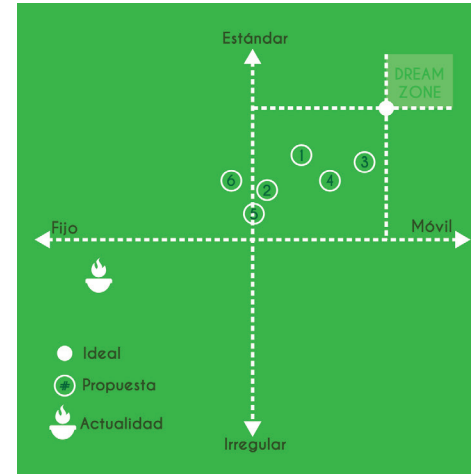 Estándar
DREAM
ZONE
1
3
6
4
2
5
Fijo
Móvil
Ideal
# Propuesta
Actualidad
Irregular